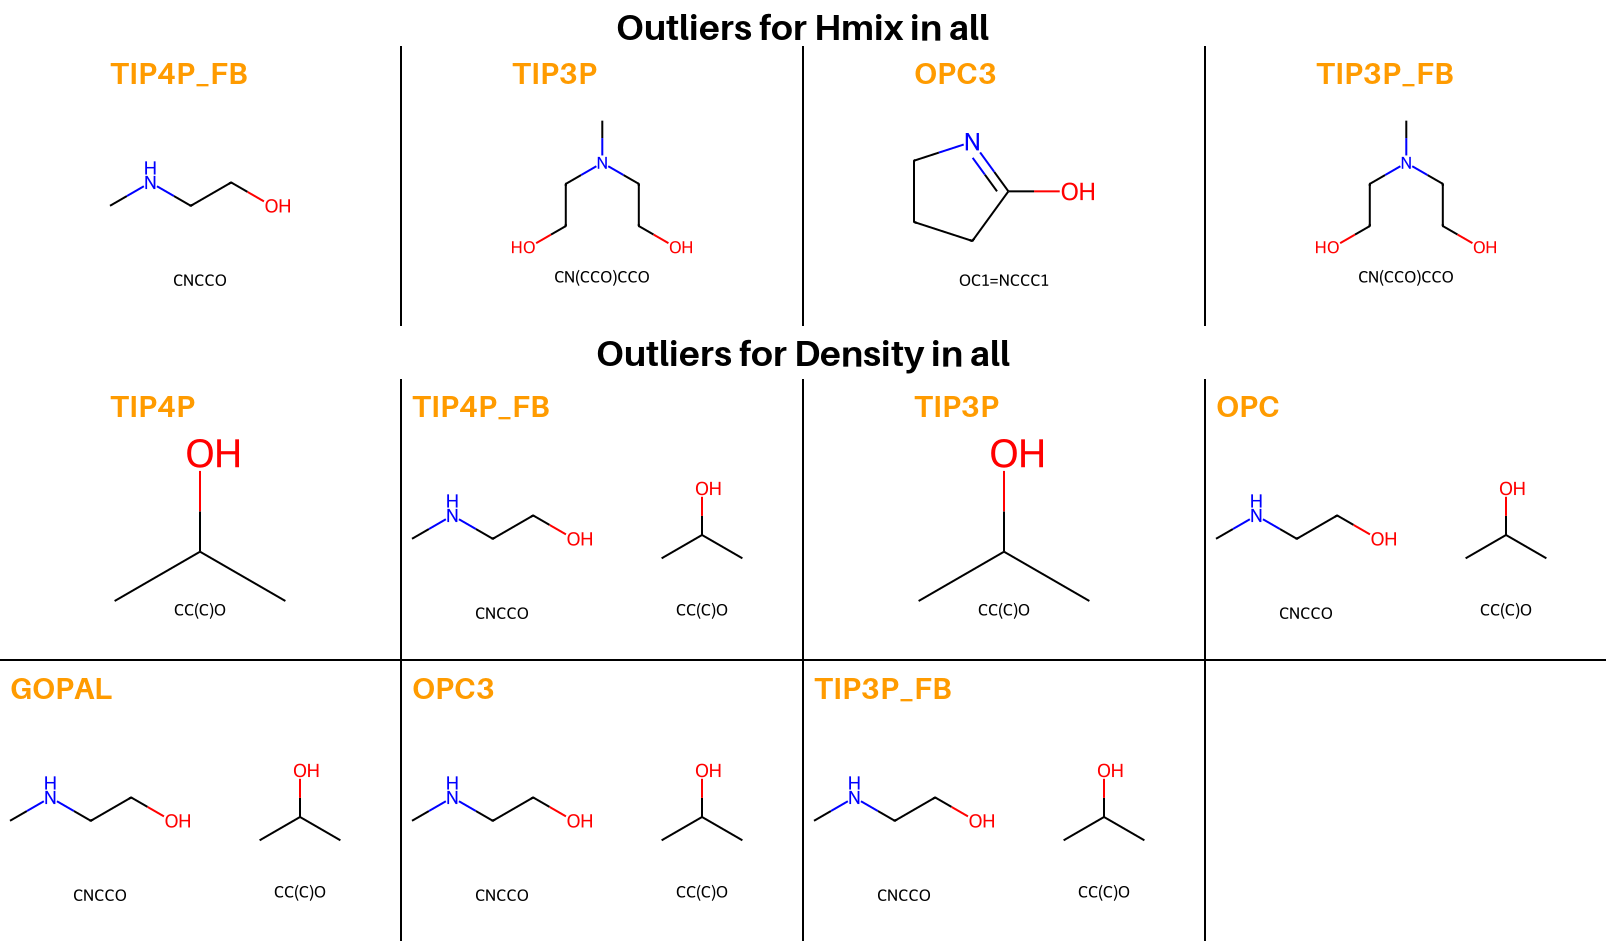 Outliers for Hmix in all
TIP4P_FB
TIP3P
OPC3
TIP3P_FB
H
N
OH
CNCCO
N
HO
OH
CN(CCO)CCO
N
OH
OC1=NCCC1
N
HO
OH
CN(CCO)CCO
Outliers for Density in all
TIP4P
TIP4P_FB
TIP3P
OPC
OH
CC(C)O
H
N
OH
CNCCO
OH
CC(C)O
OH
CC(C)O
H
N
OH
CNCCO
OH
CC(C)O
GOPAL
OPC3
TIP3P_FB
H
N
OH
CNCCO
OH
CC(C)O
H
N
OH
CNCCO
OH
CC(C)O
H
N
OH
CNCCO
OH
CC(C)O